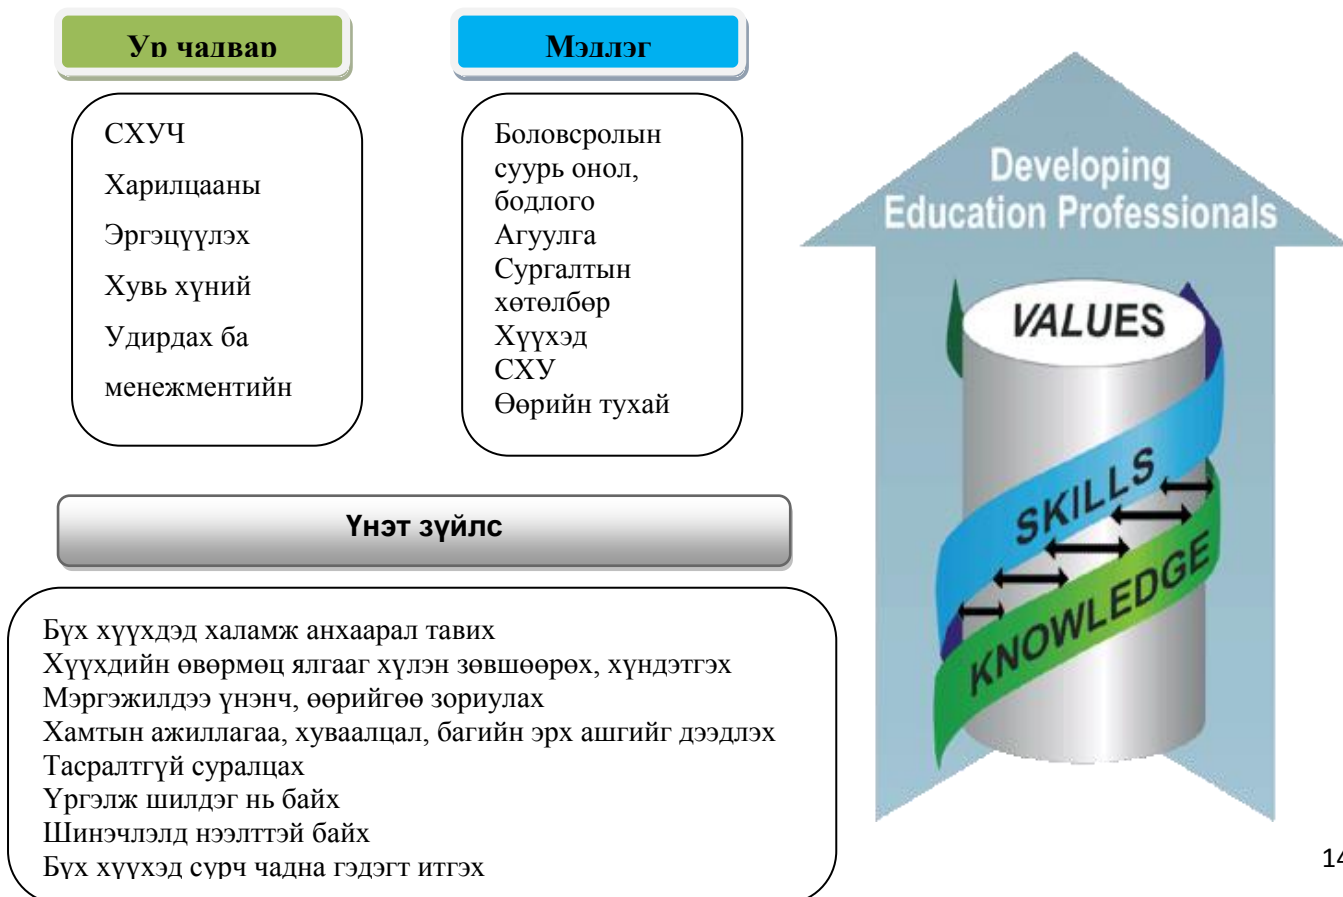 Ур чадвар
СХУЧ
Харилцааны
Эргэцүүлэх
Хувь хүний
Удирдах ба
менежментийн
Мэдлэг
Боловсролын
суурь онол,
бодлого
Агуулга
Сургалтын
хөтөлбөр
Хүүхэд
СХУ
Өөрийн тухай
Үнэт зүйлс
Бүх хүүхдэд халамж анхаарал тавих
Хүүхдийн өвөрмөц ялгааг хүлэн зөвшөөрөх, хүндэтгэх
Мэргэжилдээ үнэнч, өөрийгөө зориулах
Хамтын ажиллагаа, хуваалцал, багийн эрх ашгийг дээдлэх
Тасралтгүй суралцах
Үргэлж шилдэг нь байх
Шинэчлэлд нээлттэй байх
Бүх хүүхэд сурч чадна гэдэгт итгэх
Developing
Education Professionals
VALUES
SKILLS
KNOWLEDGE
14